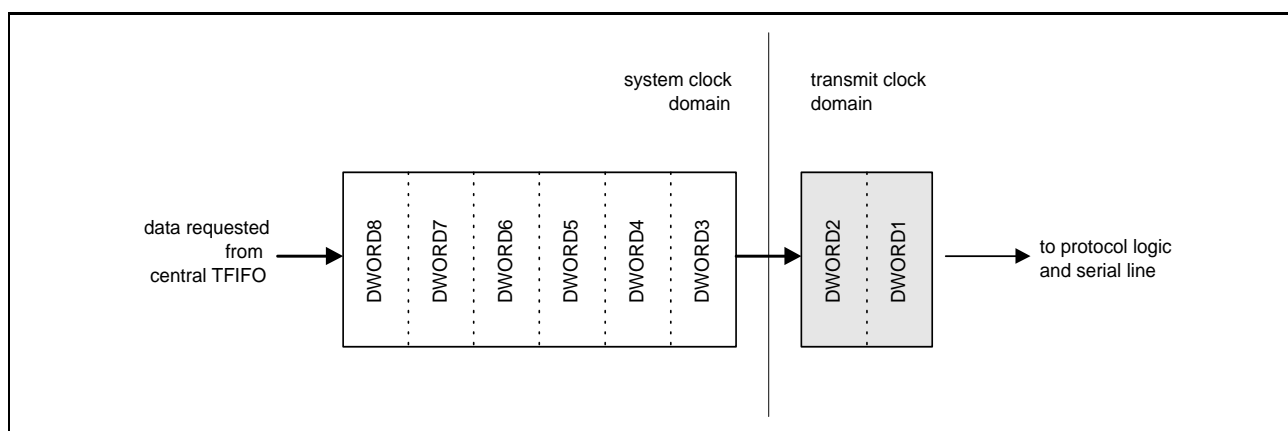 system clock
domain
transmit clock
domain
data requested
from
central TFIFO
DWORD8
DWORD7
DWORD6
DWORD5
DWORD4
DWORD3
DWORD2
DWORD1
to protocol logic
and serial line